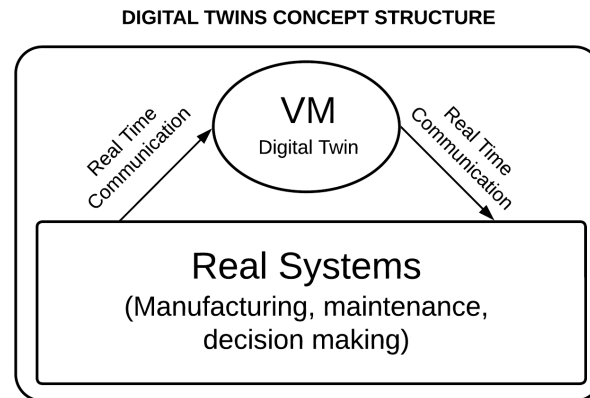 DIGITAL TWINS CONCEPT STRUCTURE
VM
Digital Twin
Real Time
Communication
Real Time
Communication
Real Systems
(Manufacturing, maintenance,
decision making)